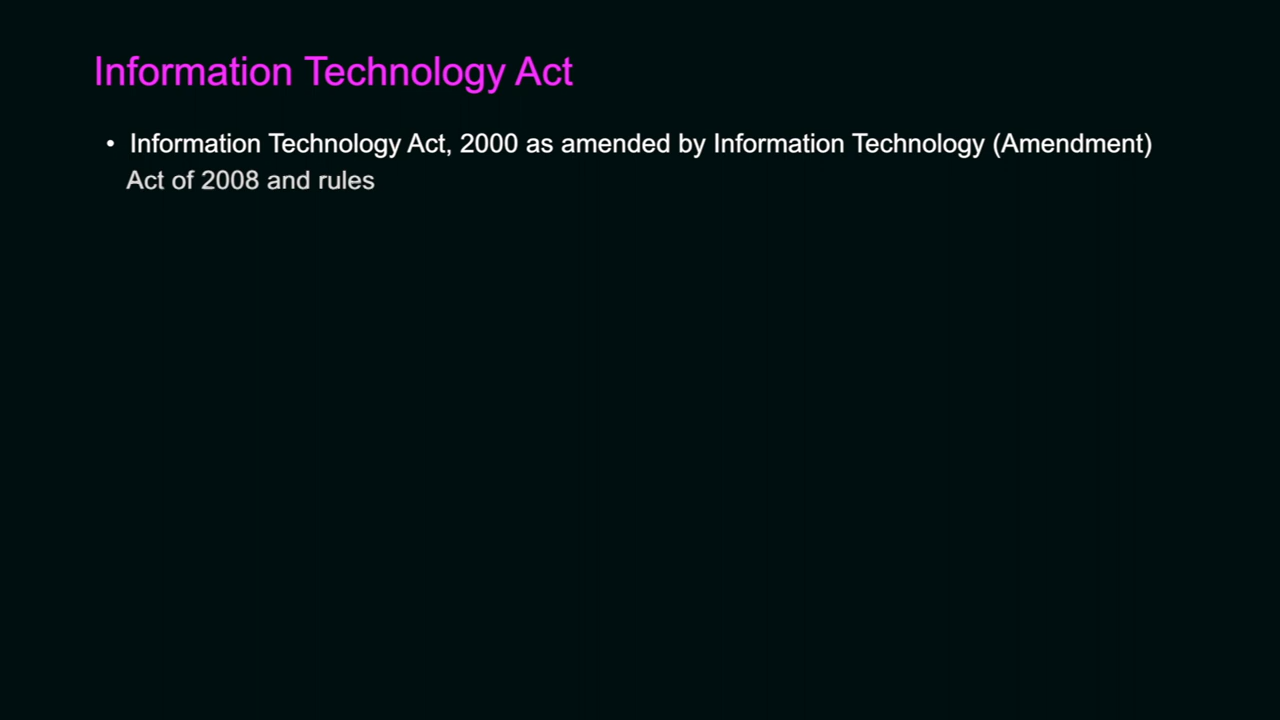 Information Technology Act
• Information Technology Act, 2000 as amended by Information Technology (Amendment)
Act of 2008 and rules